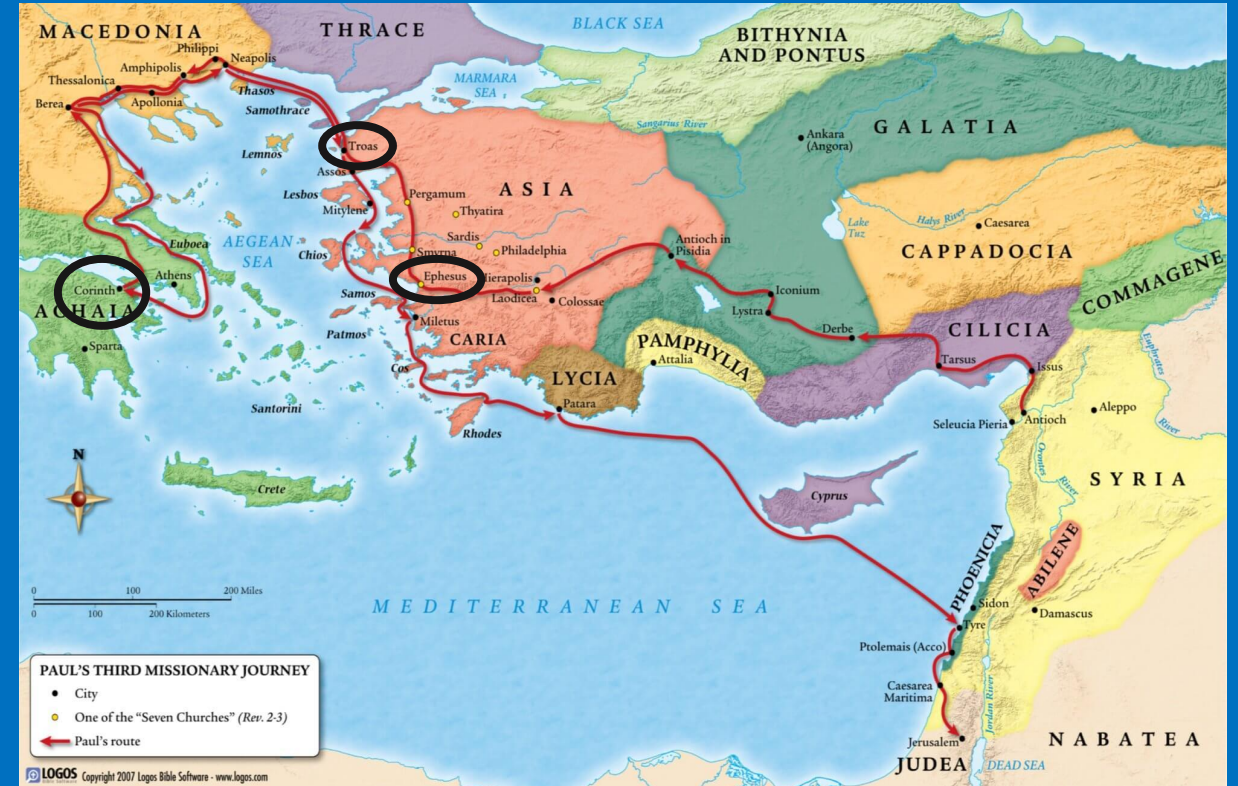 MACEDONIA
THRACE
BLACK SEA
BITHYNIA
AND PONTUS
Philippi
Neapolis
Amphipolis
Thessalonica
Apollonia
Berea
Thasos
Samothrace
MARMARA
SEA
Sangarius River
Ankara
(Angora)
GALATIA
Lemnos
Troas
Assos
Lesbos
Mitylene
Pergamum
ASIA
Thyatira
Sardis
Philadelphia
Smyrna
Chios
AEGEAN
SEA
Euboea
Athens
Corinth
ACHAIA
Sparta
Ephesus
Hierapolis
Laodicea
Colossae
Antioch in
Pisidia
Iconium
Lystra
Derbe
Lake
Tuz
Halys River
Caesarea
CAPPADOCIA
COMMAGENE
Euphrates
River
CILICIA
Tarsus
Issus
Samos
Patmos
Miletus
CARIA
Cos
LYCIA
PAMPHYLIA
Attalia
Patara
Rhodes
Santorini
Crete
N
Seleucia Pieria
Antioch
Aleppo
Orontes
River
SYRIA
Cyprus
PHOENICIA
ABILENE
Sidon
Damascus
Tyre
Ptolemais (Acco)
Caesarea
Maritima
Jordan River
Jerusalem
JUDEA
DEAD SEA
NABATEA
MEDITERRANEAN SEA
0 100 200 Miles
0 100 200 Kilometers
PAUL'S THIRD MISSIONARY JOURNEY
City
One of the "Seven Churches" (Rev. 2-3)
Paul's route
LOGOS Copyright 2007 Logos Bible Software - www.logos.com